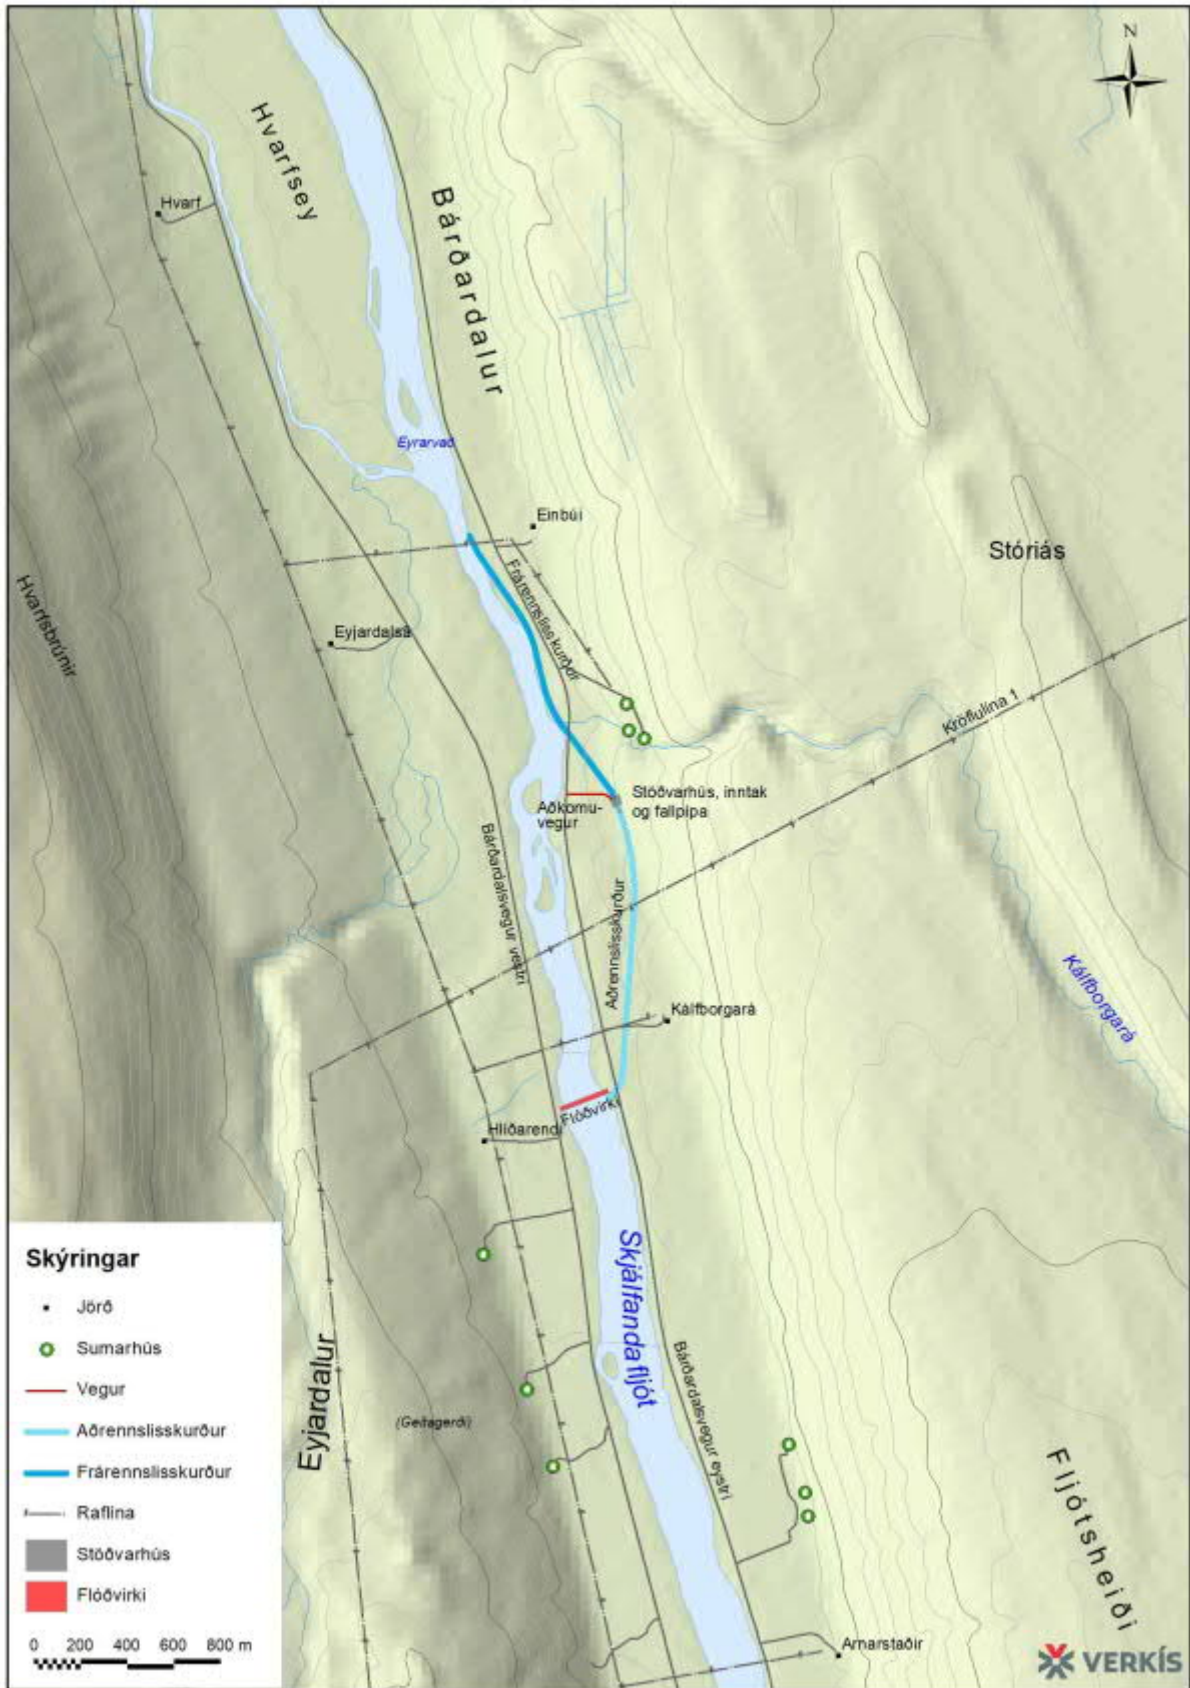 N
Hvarfsey
Hvarf
Bárðardalur
Eyrarvað
Einbúi
Stóriás
Frárennslisskurður
Hvarfsbrúnir
Eyjardalsá
Kröflulína 1
Stöðvarhús, inntak
og fallpípa
Aðkomu-
vegur
Bárðardalsvegur vestri
Aðrennslisskurður
Kálfborgará
Kálfborgará
Flóðvirki
Hlíðarendi
Skjálfandafljót
Skýringar
Jörð
Sumarhús
Vegur
Aðrennslisskurður
Frárennslisskurður
Raflína
Stöðvarhús
Flóðvirki
0 200 400 600 800 m
Eyjardalur
(Geitagerði)
Bárðardalsvegur eystri
Fljótsheiði
Arnarstaðir
VERKÍS